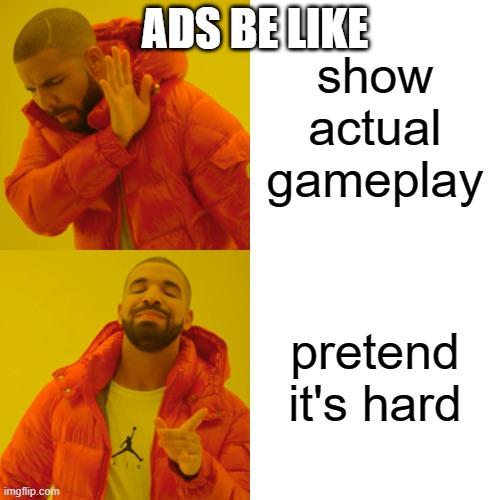 ADS BE LIKE
show
actual
gameplay
pretend
it's hard
imgflip.com